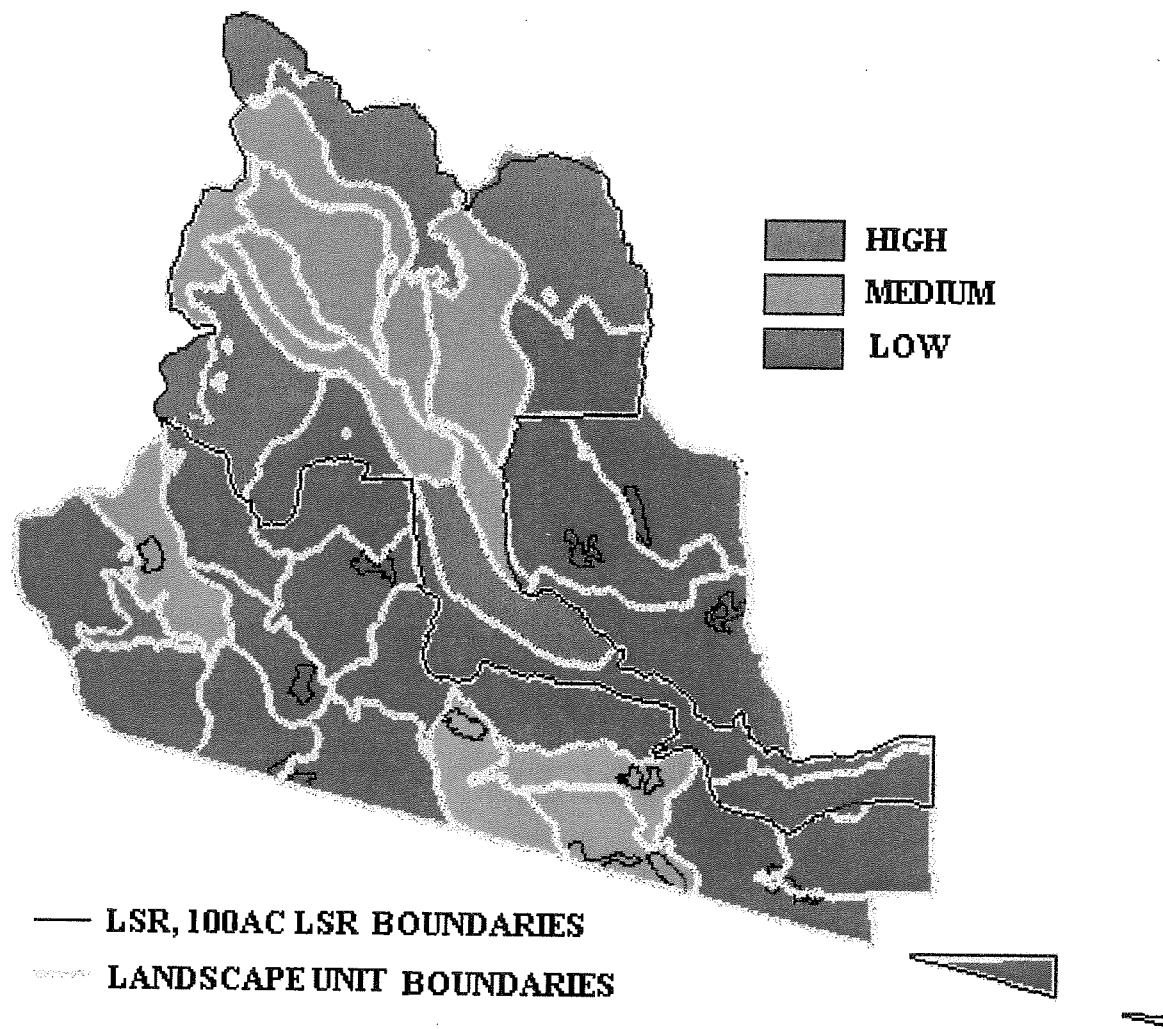 HIGH
MEDIUM
LOW
LSR, 100AC LSR BOUNDARIES
LANDSCAPE UNIT BOUNDARIES